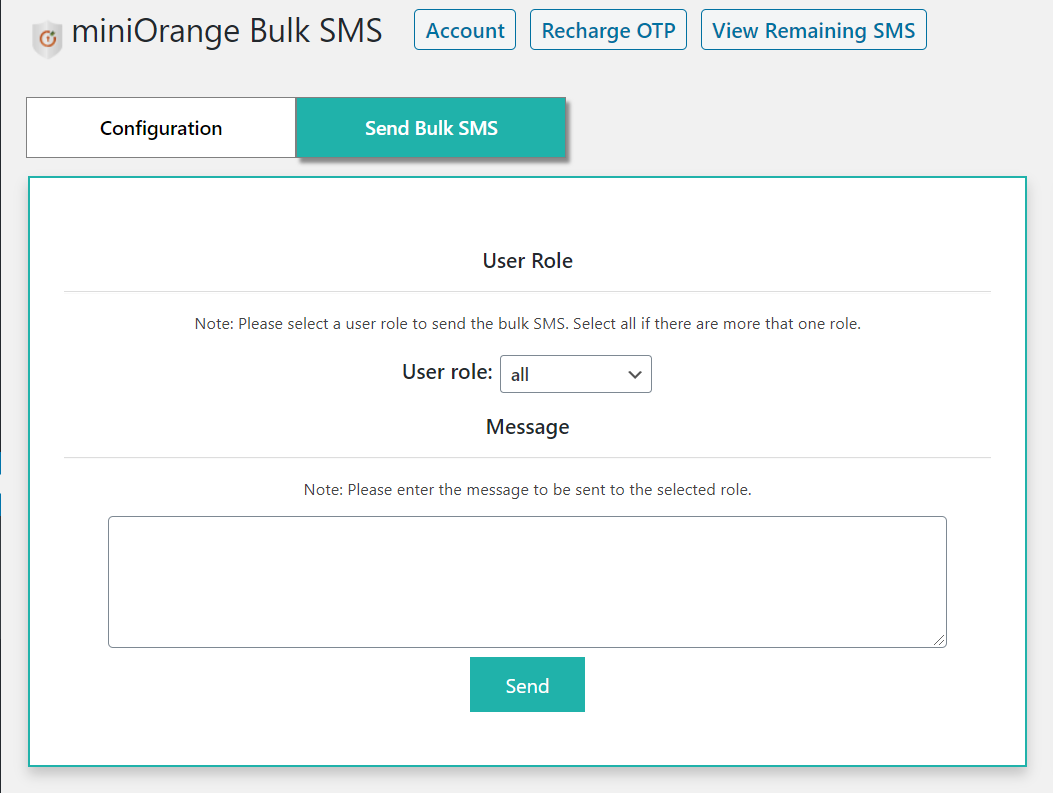 miniOrange Bulk SMS Account Recharge OTP View Remaining SMS
Configuration Send Bulk SMS
User Role
Note: Please select a user role to send the bulk SMS. Select all if there are more that one role.
User role: all
Message
Note: Please enter the message to be sent to the selected role.
Send